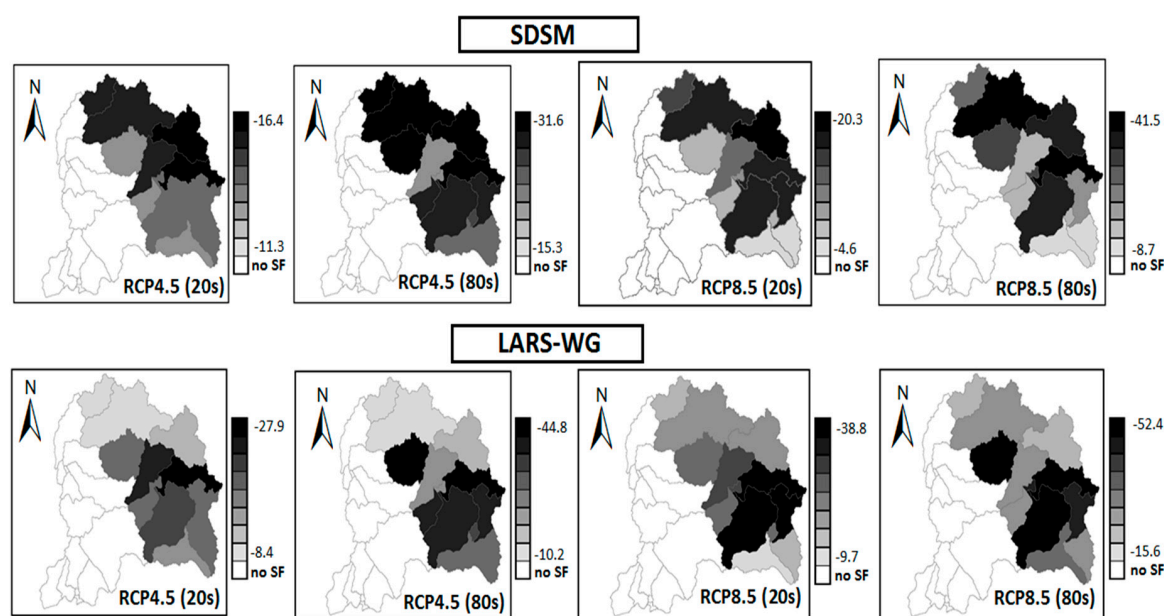 SDSM
N
-16.4
-11.3
no SF
RCP4.5 (20s)
N
-31.6
-15.3
no SF
RCP4.5 (80s)
N
-20.3
-4.6
no SF
RCP8.5 (20s)
N
-41.5
-8.7
no SF
RCP8.5 (80s)
LARS-WG
N
-27.9
-8.4
no SF
RCP4.5 (20s)
N
-44.8
-10.2
no SF
RCP4.5 (80s)
N
-38.8
-9.7
no SF
RCP8.5 (20s)
N
-52.4
-15.6
no SF
RCP8.5 (80s)